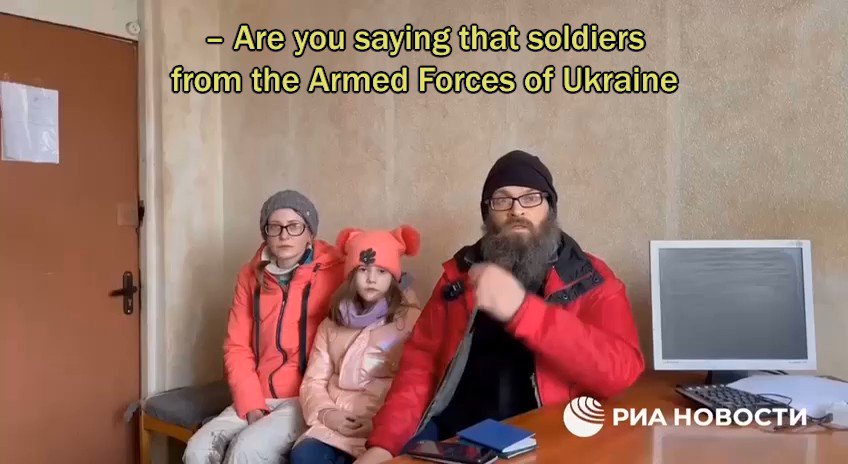 – Are you saying that soldiers
from the Armed Forces of Ukraine
РИА НОВОСТИ